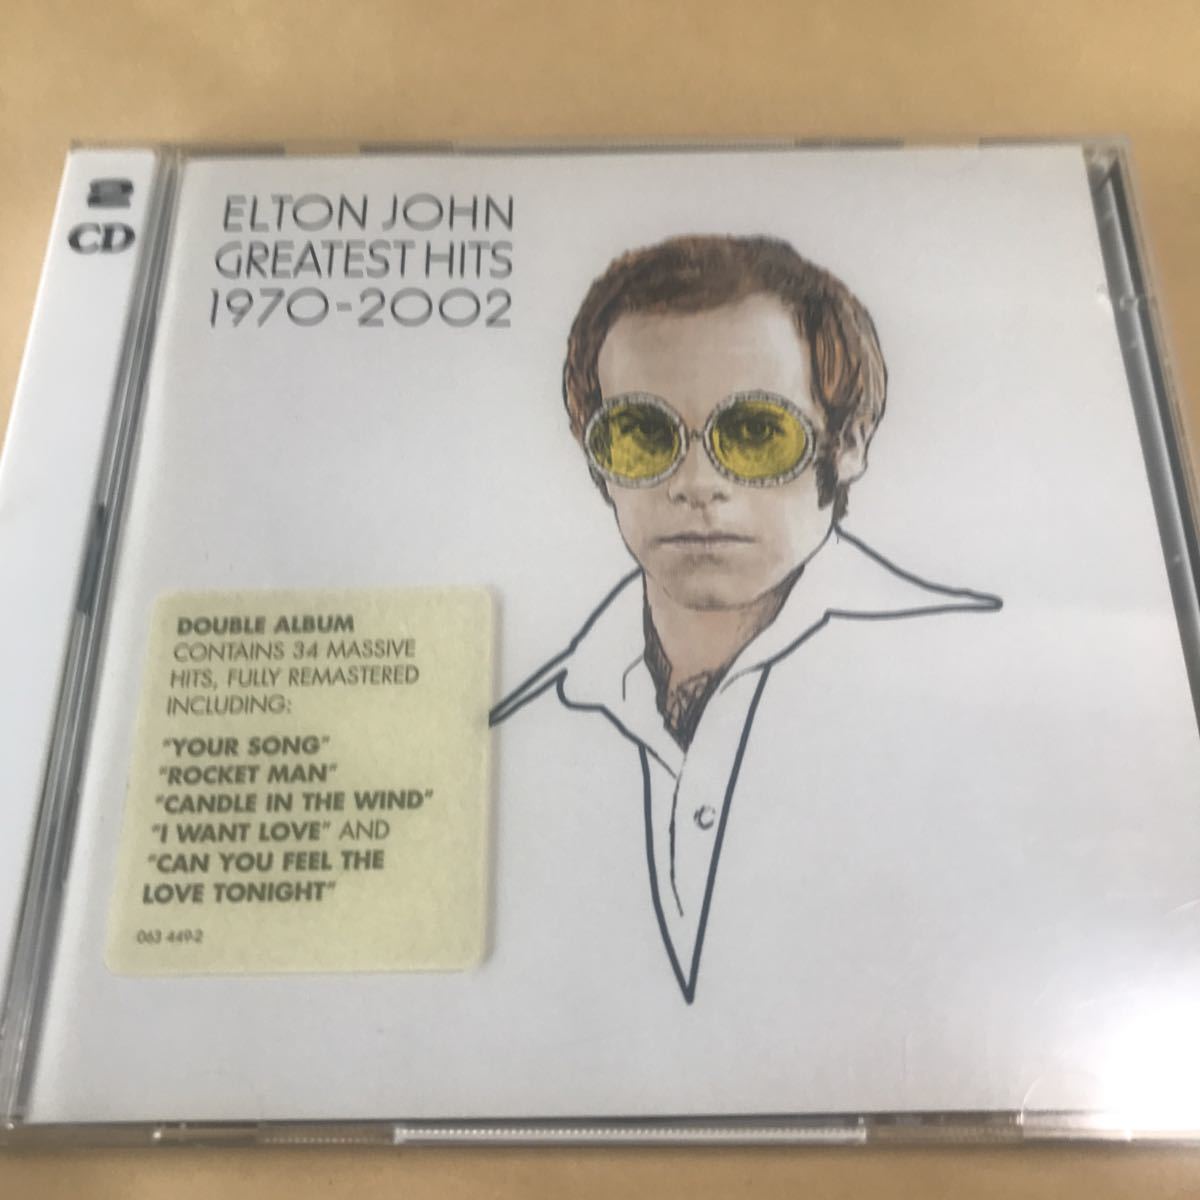 2
CD
ELTON JOHN
GREATEST HITS
1970-2002
DOUBLE ALBUM
CONTAINS 34 MASSIVE
HITS, FULLY REMASTERED
INCLUDING:
"YOUR SONG"
"ROCKET MAN"
"CANDLE IN THE WIND"
"I WANT LOVE" AND
"CAN YOU FEEL THE
LOVE TONIGHT"
063 449-2